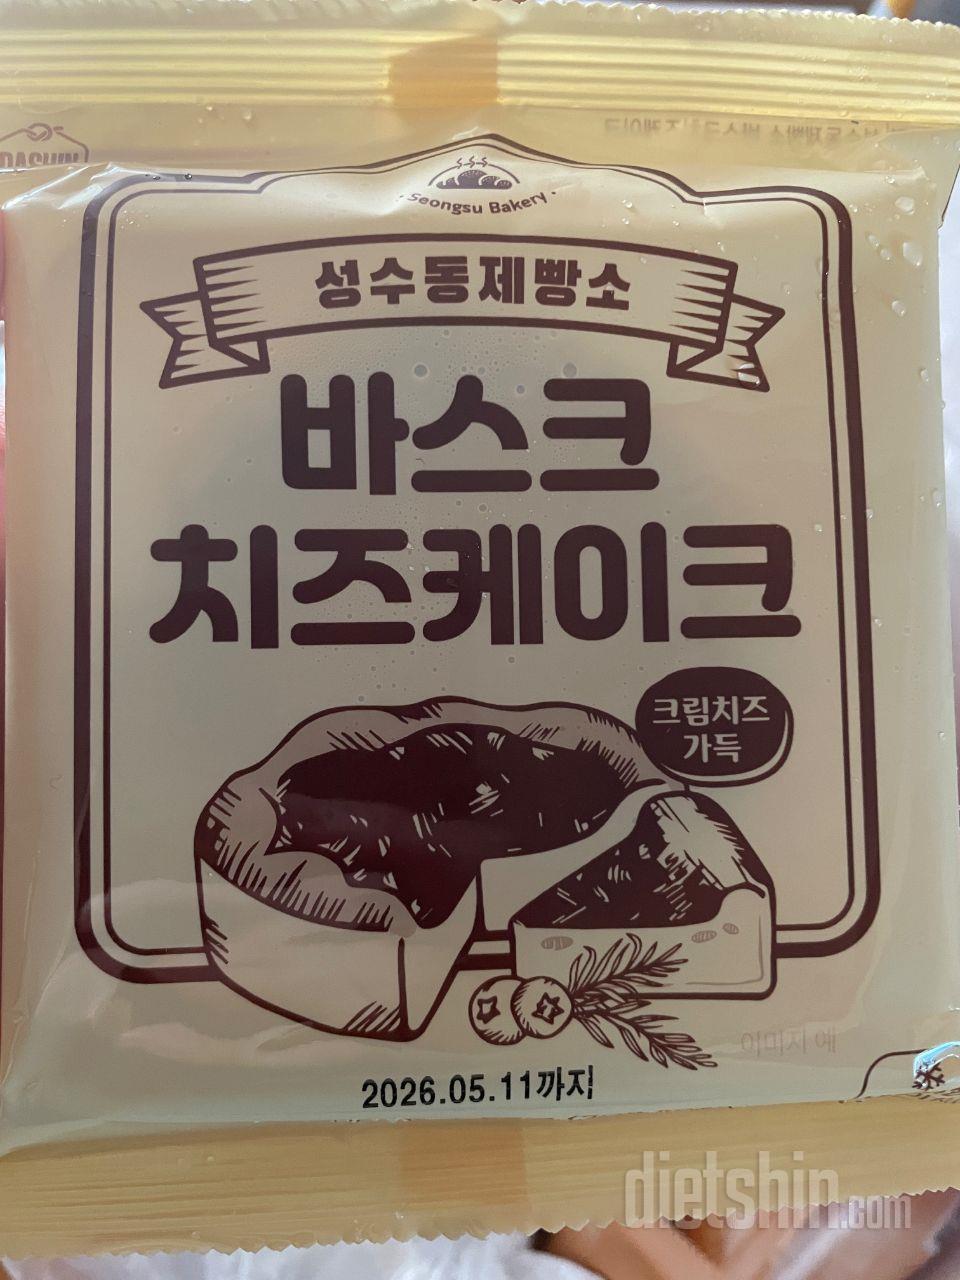 DASHIN
Seongsu Bakery
성수동제빵소
바스크
치즈케이크
크림치즈
가득
이미지 예
2026.05.11까지
dietshin.com